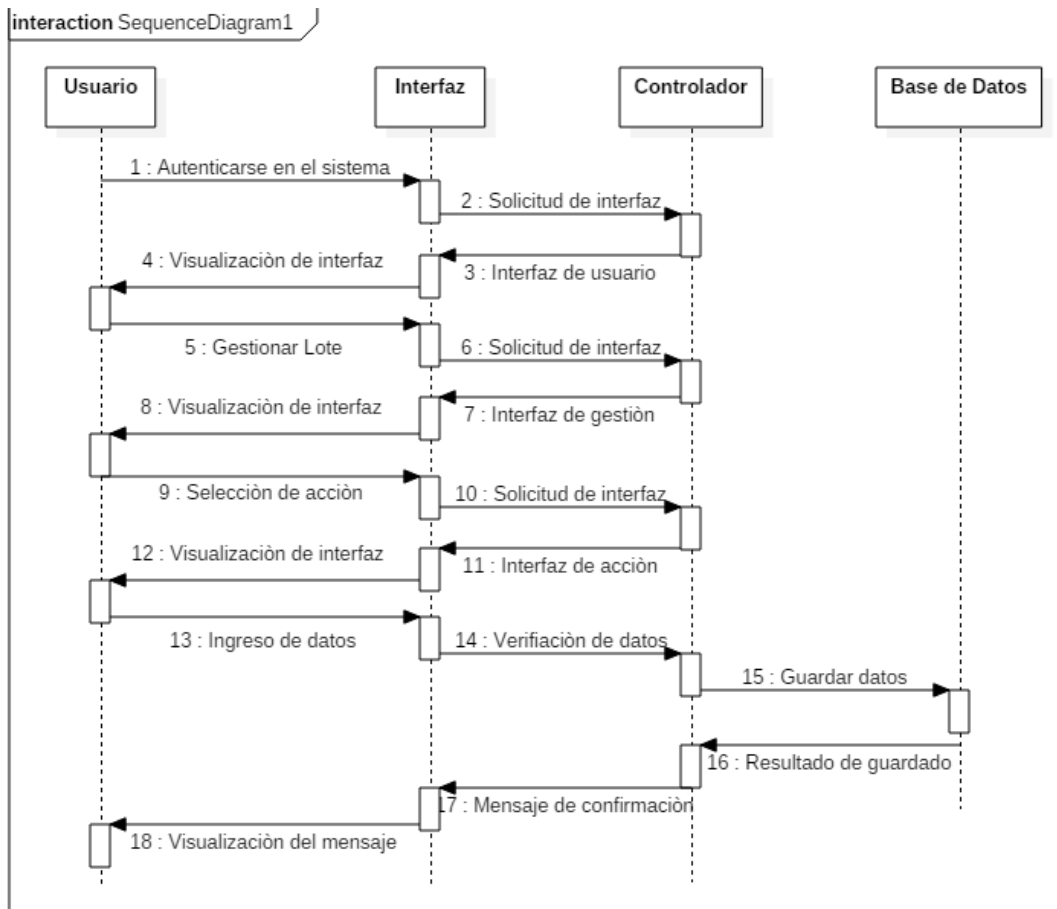 interaction SequenceDiagram1
Usuario
Interfaz
Controlador
Base de Datos
1 : Autenticarse en el sistema
2 : Solicitud de interfaz
3 : Interfaz de usuario
4 : Visualizaciòn de interfaz
5 : Gestionar Lote
6 : Solicitud de interfaz
7 : Interfaz de gestiòn
8 : Visualizaciòn de interfaz
9 : Selecciòn de acciòn
10 : Solicitud de interfaz
11 : Interfaz de acciòn
12 : Visualizaciòn de interfaz
13 : Ingreso de datos
14 : Verifiaciòn de datos
15 : Guardar datos
16 : Resultado de guardado
17 : Mensaje de confirmaciòn
18 : Visualizaciòn del mensaje